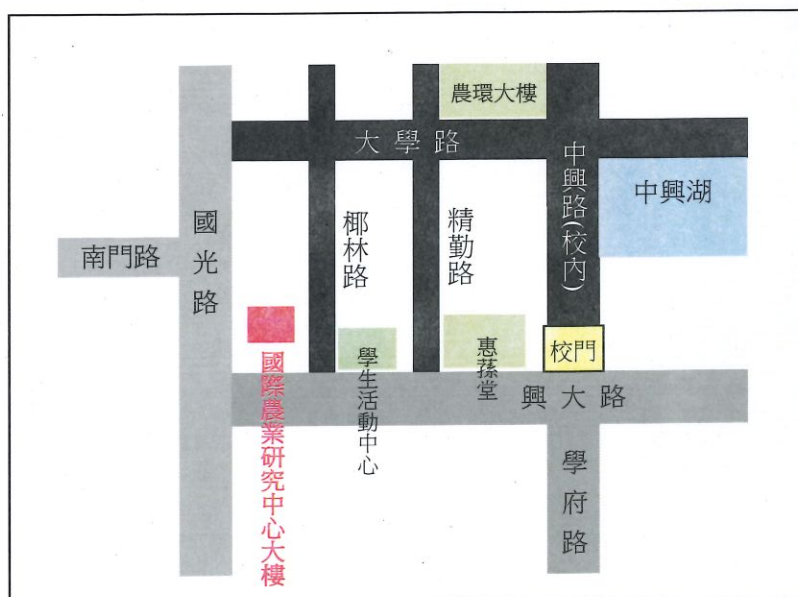 農環大樓
大學路
中興路(校內)
中興湖
國光路
南門路
椰林路
精勤路
國際農業研究中心大樓
學生活動中心
惠蓀堂
校門
興大路
學府路